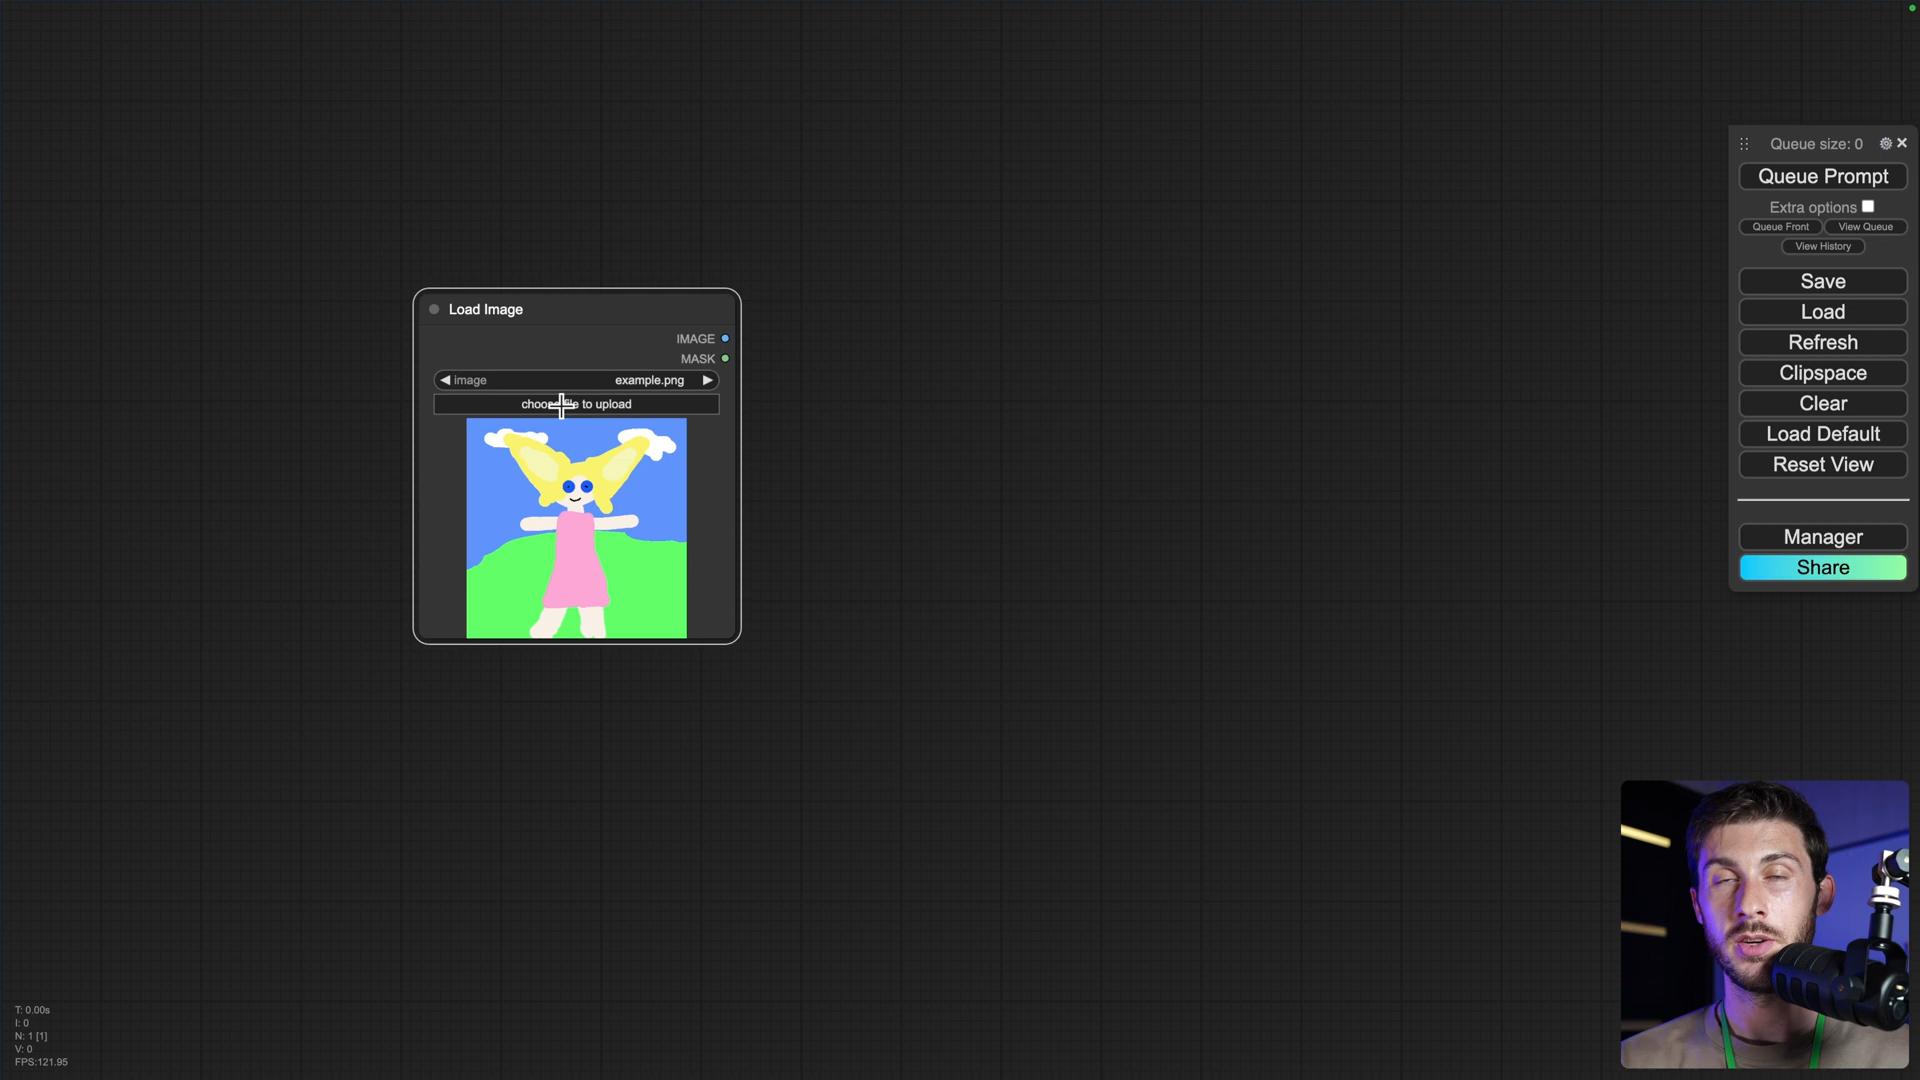 Queue size: 0
Queue Prompt
Extra options
Queue Front
View Queue
View History
Save
Load
Refresh
Clipspace
Clear
Load Default
Reset View
Manager
Share
Load Image
IMAGE
MASK
image
example.png
choose file to upload
T: 0.00s
I: 0
N: 1 [1]
V: 0
FPS:121.95